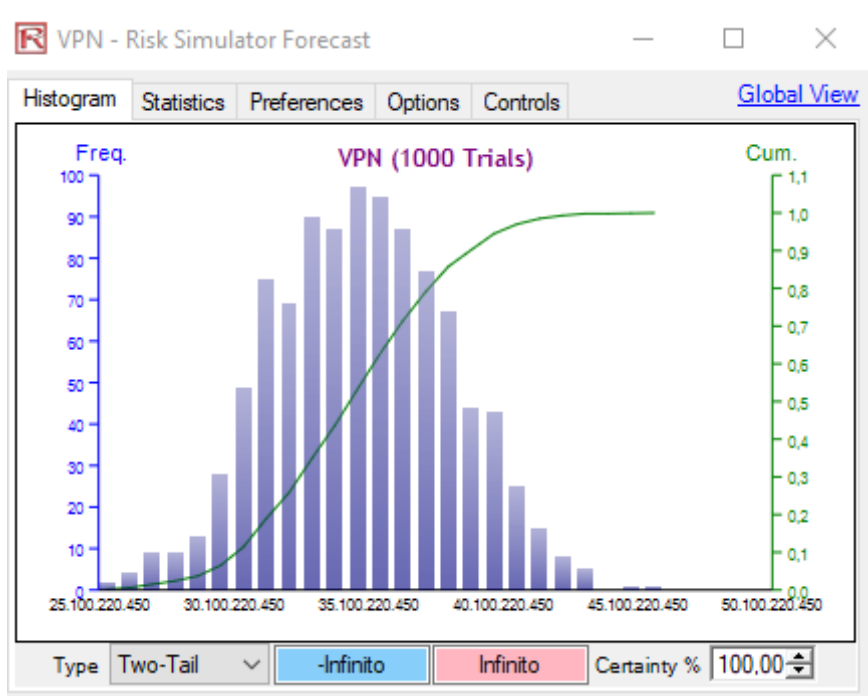 VPN - Risk Simulator Forecast
Histogram Statistics Preferences Options Controls Global View
Freq. VPN (1000 Trials) Cum.
100 1,1
90 1,0
80 0,9
70 0,8
60 0,7
50 0,6
40 0,5
30 0,4
20 0,3
10 0,2
0 0,1
0,0
25.100.220.450 30.100.220.450 35.100.220.450 40.100.220.450 45.100.220.450 50.100.220.450
Type Two-Tail -Infinito Infinito Certainty % 100,00